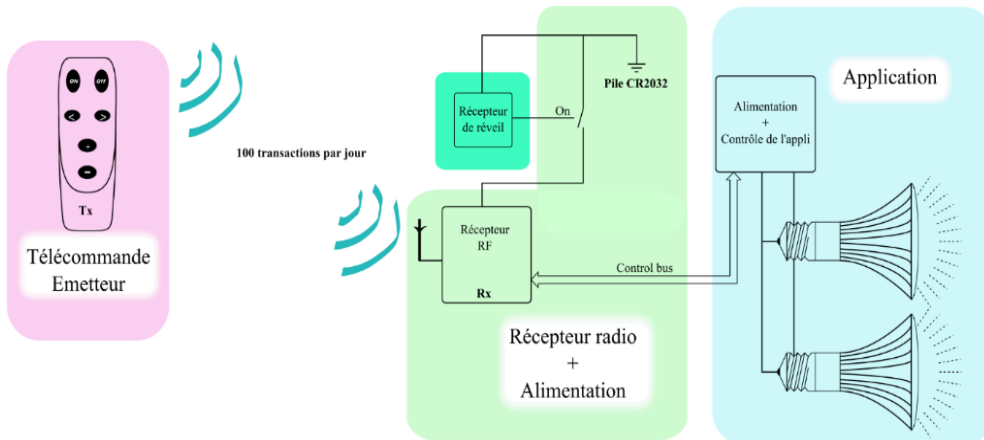 ON OFF
< >
+
-
Tx
Télécommande
Emetteur
100 transactions par jour
Récepteur
de réveil
On
Pile CR2032
Récepteur
RF
Rx
Control bus
Récepteur radio
+
Alimentation
Application
Alimentation
+
Contrôle de l'appli